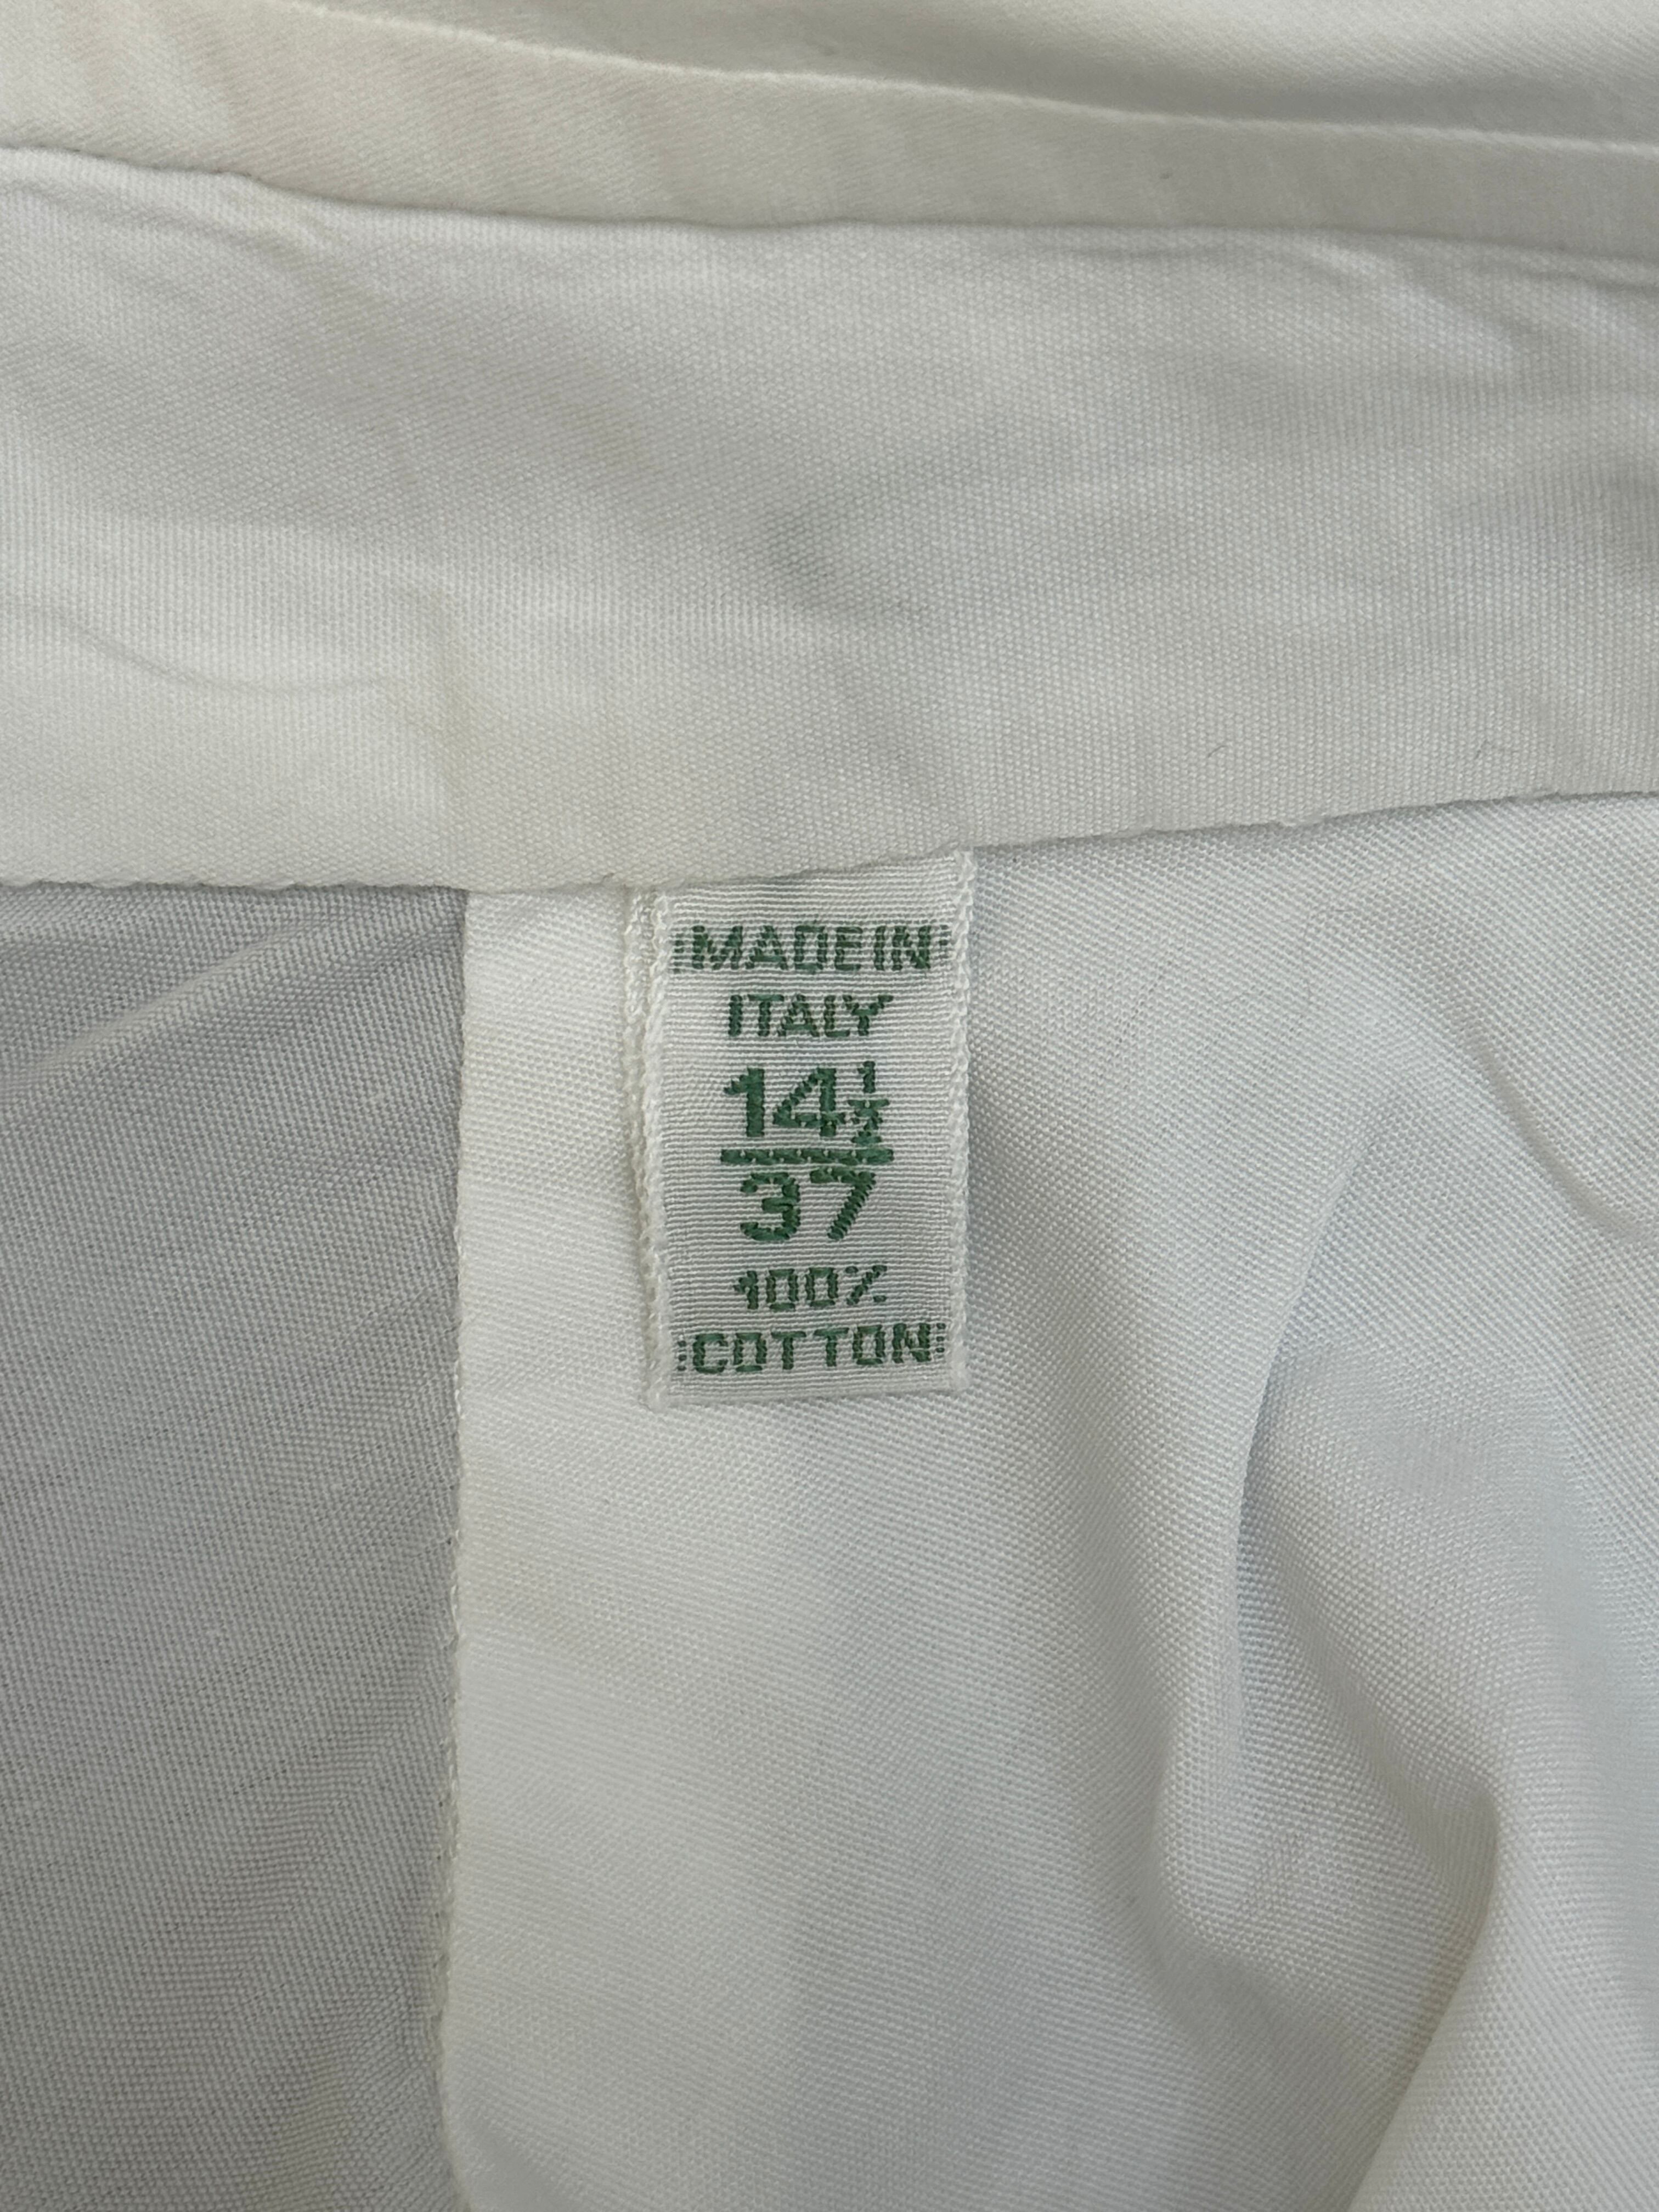 MADE IN
ITALY
14½
37
100%
COTTON